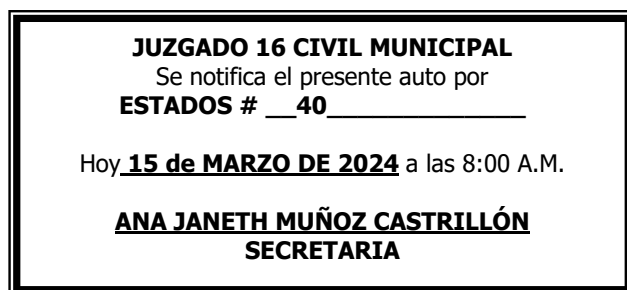 JUZGADO 16 CIVIL MUNICIPAL
Se notifica el presente auto por
ESTADOS # __40______________
Hoy 15 de MARZO DE 2024 a las 8:00 A.M.
ANA JANETH MUÑOZ CASTRILLÓN
SECRETARIA